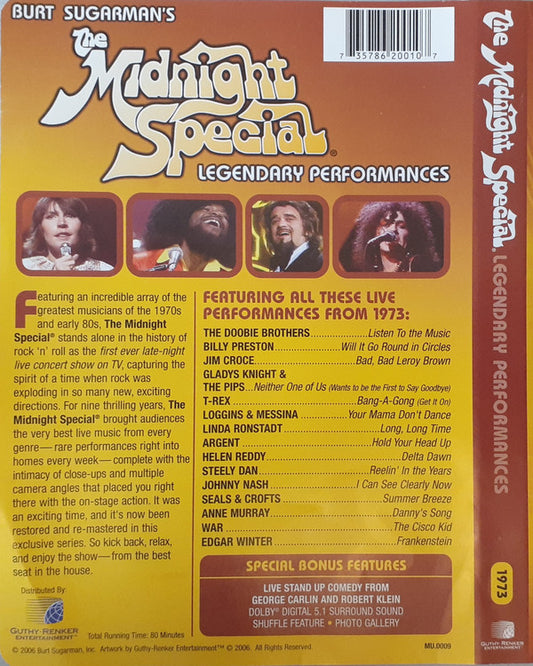 BURT SUGARMAN'S
The
Midnight
Special®
LEGENDARY PERFORMANCES
7 35786 20010 7
Featuring an incredible array of the
greatest musicians of the 1970s
and early 80s, The Midnight
Special® stands alone in the history of
rock 'n' roll as the first ever late-night
live concert show on TV, capturing the
spirit of a time when rock was
exploding in so many new, exciting
directions. For nine thrilling years, The
Midnight Special® brought audiences
the very best live music from every
genre—rare performances right into
homes every week—complete with the
intimacy of close-ups and multiple
camera angles that placed you right
there with the on-stage action. It was
an exciting time, and it's now been
restored and re-mastered in this
exclusive series. So kick back, relax,
and enjoy the show—from the best
seat in the house.
Distributed By:
GUTHY-RENKER
ENTERTAINMENT™
Total Running Time: 80 Minutes
FEATURING ALL THESE LIVE
PERFORMANCES FROM 1973:
THE DOOBIE BROTHERS....................Listen To the Music
BILLY PRESTON....................Will It Go Round in Circles
JIM CROCE....................Bad, Bad Leroy Brown
GLADYS KNIGHT &
THE PIPS...Neither One of Us (Wants to be the First to Say Goodbye)
T-REX....................Bang-A-Gong (Get It On)
LOGGINS & MESSINA....................Your Mama Don't Dance
LINDA RONSTADT....................Long, Long Time
ARGENT....................Hold Your Head Up
HELEN REDDY....................Delta Dawn
STEELY DAN....................Reelin' In the Years
JOHNNY NASH....................I Can See Clearly Now
SEALS & CROFTS....................Summer Breeze
ANNE MURRAY....................Danny's Song
WAR....................The Cisco Kid
EDGAR WINTER....................Frankenstein
SPECIAL BONUS FEATURES
LIVE STAND UP COMEDY FROM
GEORGE CARLIN AND ROBERT KLEIN
DOLBY® DIGITAL 5.1 SURROUND SOUND
SHUFFLE FEATURE • PHOTO GALLERY
© 2006 Burt Sugarman, Inc. Artwork by Guthy-Renker Entertainment™ © 2006. All Rights Reserved.
MU.0009
The Midnight Special® LEGENDARY PERFORMANCES
1973
GUTHY-RENKER
ENTERTAINMENT